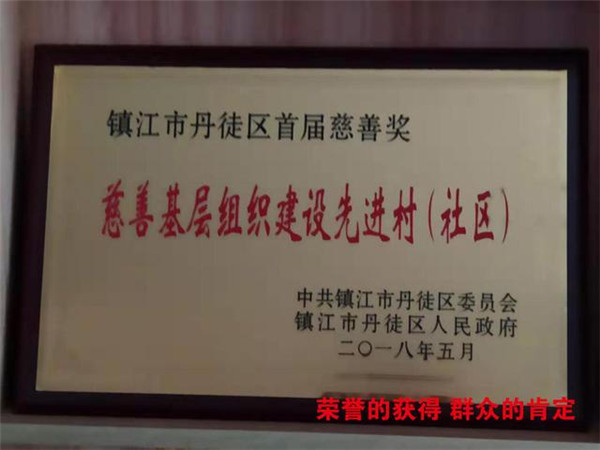 镇江市丹徒区首届慈善奖
慈善基层组织建设先进村（社区）
中共镇江市丹徒区委员会
镇江市丹徒区人民政府
二〇一八年五月
荣誉的获得 群众的肯定